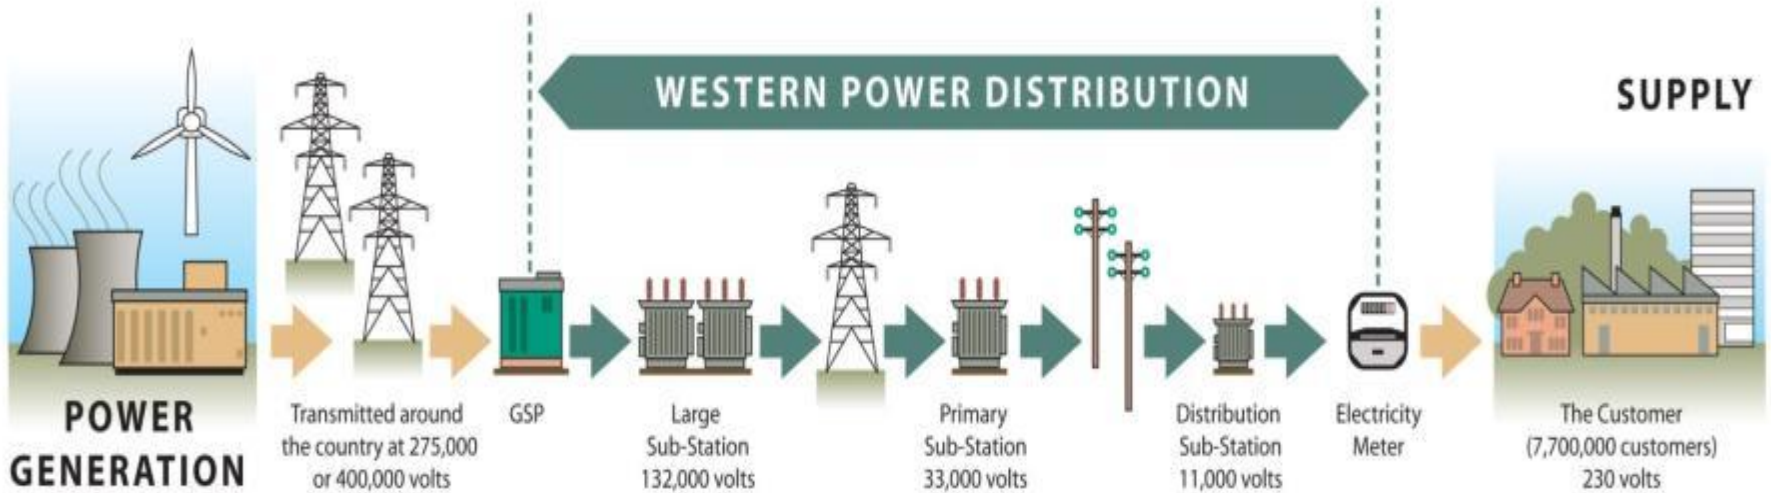 WESTERN POWER DISTRIBUTION
SUPPLY
POWER
GENERATION
Transmitted around
the country at 275,000
or 400,000 volts
GSP
Large
Sub-Station
132,000 volts
Primary
Sub-Station
33,000 volts
Distribution
Sub-Station
11,000 volts
Electricity
Meter
The Customer
(7,700,000 customers)
230 volts